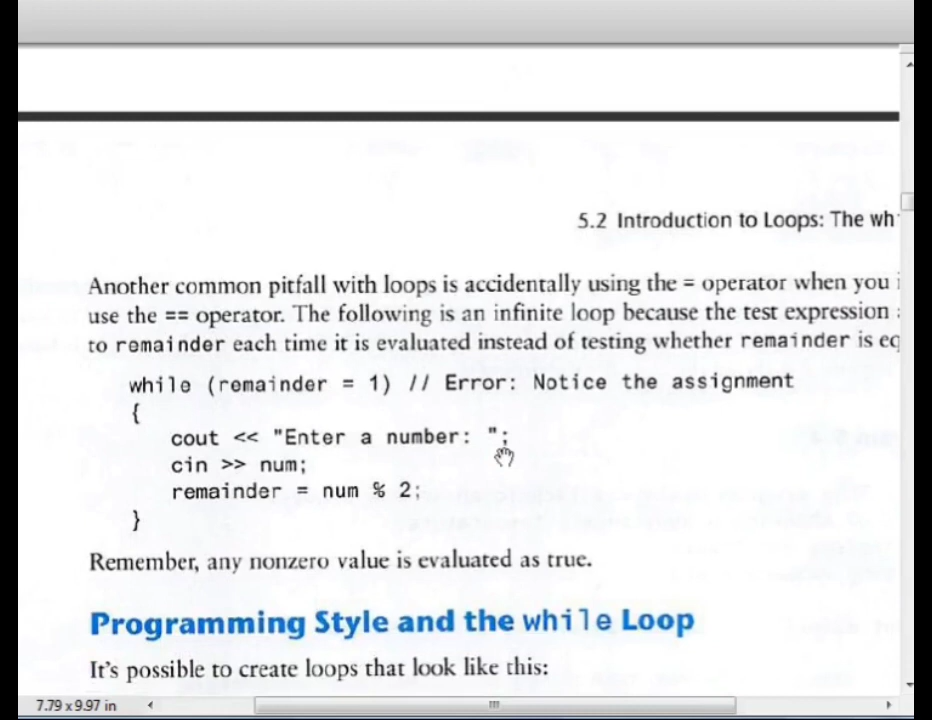 5.2 Introduction to Loops: The wh
Another common pitfall with loops is accidentally using the = operator when you
use the == operator. The following is an infinite loop because the test expression
to remainder each time it is evaluated instead of testing whether remainder is
while (remainder = 1) // Error: Notice the assignment
{
cout << "Enter a number: ";
cin >> num;
remainder = num % 2;
}
Remember, any nonzero value is evaluated as true.
Programming Style and the while Loop
It's possible to create loops that look like this:
7.79 x 9.97 in